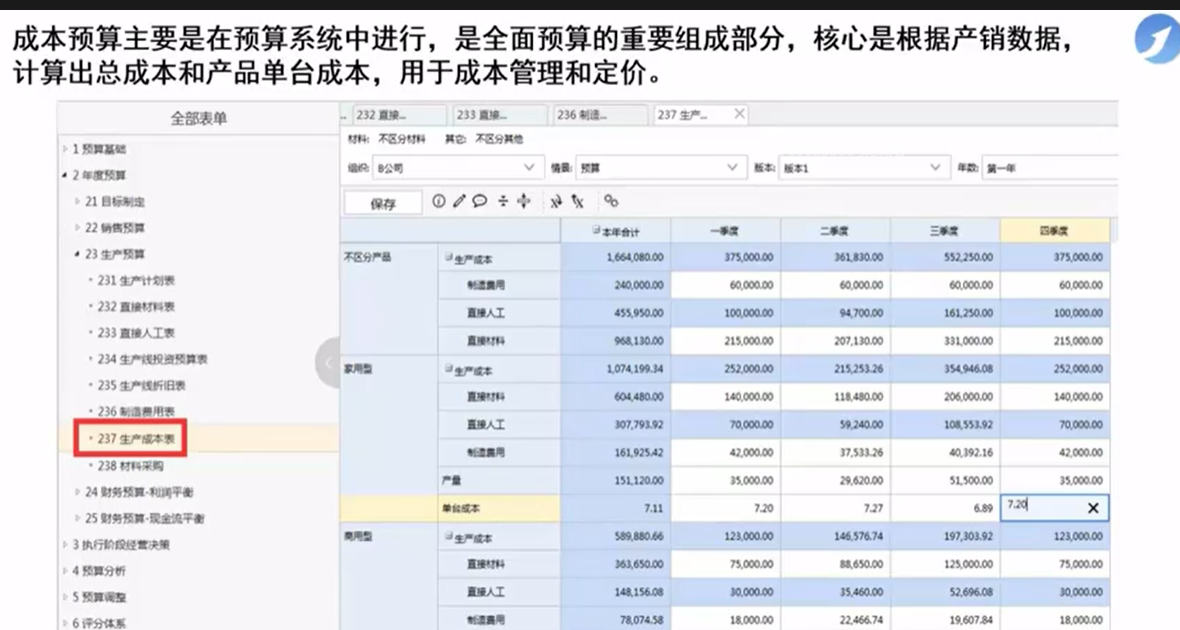 成本预算主要是在预算系统中进行，是全面预算的重要组成部分，核心是根据产销数据，
计算出总成本和产品单台成本，用于成本管理和定价。
全部表单
1 预算基础
2 年度预算
21 目标制定
22 销售预算
23 生产预算
231 生产计划表
232 直接材料表
233 直接人工表
234 生产线投资预算表
235 生产线折旧表
236 制造费用表
237 生产成本表
238 材料采购
24 财务预算-利润平衡
25 财务预算-现金流平衡
3 执行阶段经营决策
4 预算分析
5 预算调整
6 评分体系
.. 232 直接... 233 直接... 236 制造... 237 生产...
材料: 不区分材料 其它: 不区分其他
组织: B公司 情景: 预算 版本: 版本1 年数: 第一年
保存
本年合计 一季度 二季度 三季度 四季度
不区分产品 生产成本 1,664,080.00 375,000.00 361,830.00 552,250.00 375,000.00
制造费用 240,000.00 60,000.00 60,000.00 60,000.00 60,000.00
直接人工 455,950.00 100,000.00 94,700.00 161,250.00 100,000.00
直接材料 968,130.00 215,000.00 207,130.00 331,000.00 215,000.00
家用型 生产成本 1,074,199.34 252,000.00 215,253.26 354,946.08 252,000.00
直接材料 604,480.00 140,000.00 118,480.00 206,000.00 140,000.00
直接人工 307,793.92 70,000.00 59,240.00 108,553.92 70,000.00
制造费用 161,925.42 42,000.00 37,533.26 40,392.16 42,000.00
产量 151,120.00 35,000.00 29,620.00 51,500.00 35,000.00
单台成本 7.11 7.20 7.27 6.89 7.20
商用型 生产成本 589,880.66 123,000.00 146,576.74 197,303.92 123,000.00
直接材料 363,650.00 75,000.00 88,650.00 125,000.00 75,000.00
直接人工 148,156.08 30,000.00 35,460.00 52,696.08 30,000.00
制造费用 78,074.58 18,000.00 22,466.74 19,607.84 18,000.00